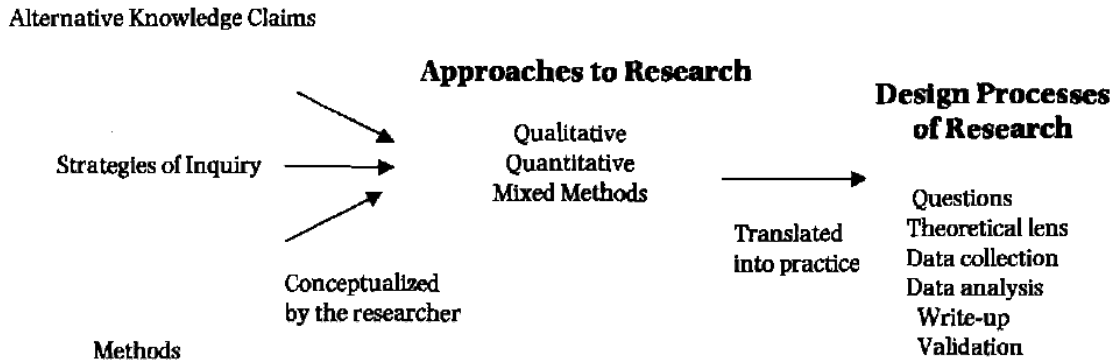 Alternative Knowledge Claims
Approaches to Research
Design Processes
of Research
Qualitative
Strategies of Inquiry
Quantitative
Mixed Methods
Questions
Theoretical lens
Translated
into practice
Data collection
Conceptualized
by the researcher
Data analysis
Write-up
Methods
Validation